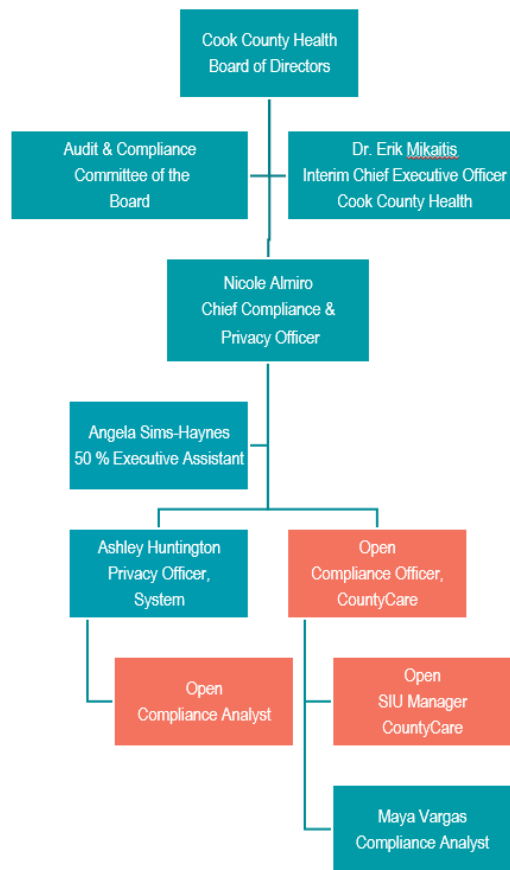 Cook County Health
Board of Directors
Audit & Compliance
Committee of the
Board
Dr. Erik Mikaitis
Interim Chief Executive Officer
Cook County Health
Nicole Almiro
Chief Compliance &
Privacy Officer
Angela Sims-Haynes
50 % Executive Assistant
Ashley Huntington
Privacy Officer,
System
Open
Compliance Officer,
CountyCare
Open
Compliance Analyst
Open
SIU Manager
CountyCare
Maya Vargas
Compliance Analyst